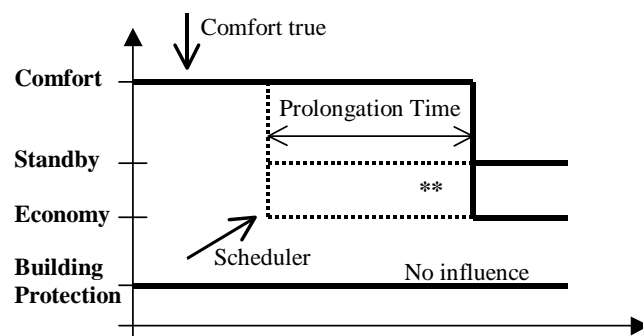 Comfort true
Comfort
Prolongation Time
Standby
**
Economy
Scheduler
Building
Protection
No influence